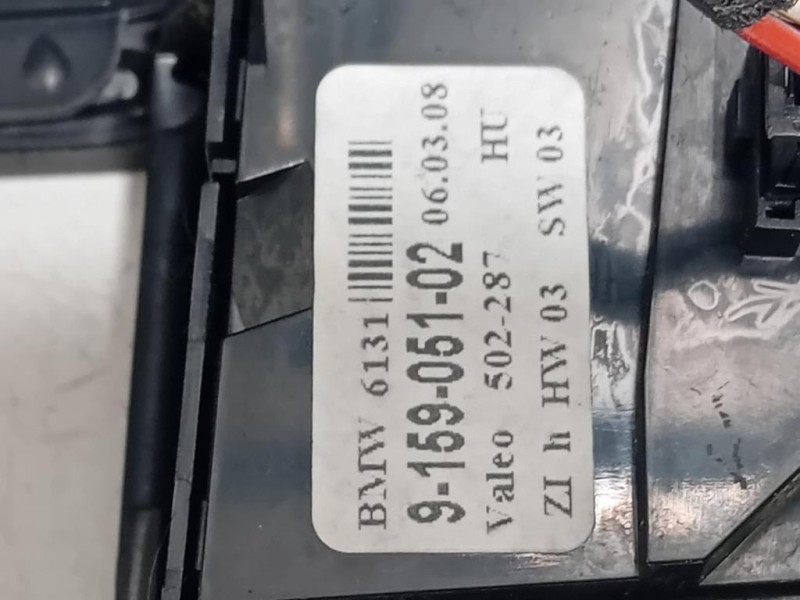 BMW 6131
9-159-051-02 06.03.08
Valeo 502-287 HU
ZI h HW 03 SW 03